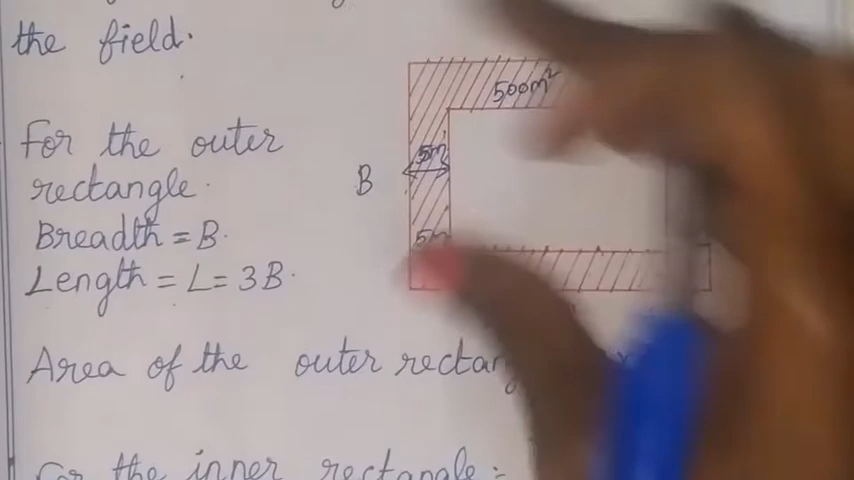 the field.
500m²
For the outer
rectangle.
5m
B
Breadth = B.
5m
Length = L = 3B.
Area of the outer
For the inner rectangle :-